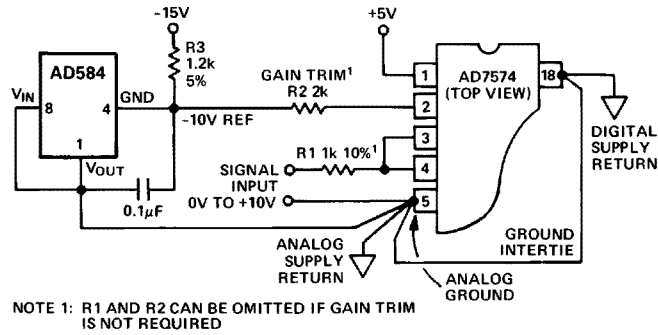 -15V
+5V
R3
1.2k
5%
AD584
VIN
8
4
GND
1
VOUT
0.1μF
-10V REF
GAIN TRIM1
R2 2k
R1 1k 10%1
SIGNAL
INPUT
0V TO +10V
1
2
3
4
5
AD7574
(TOP VIEW)
18
DIGITAL
SUPPLY
RETURN
GROUND
INTERTIE
ANALOG
SUPPLY
RETURN
ANALOG
GROUND
NOTE 1: R1 AND R2 CAN BE OMITTED IF GAIN TRIM
IS NOT REQUIRED